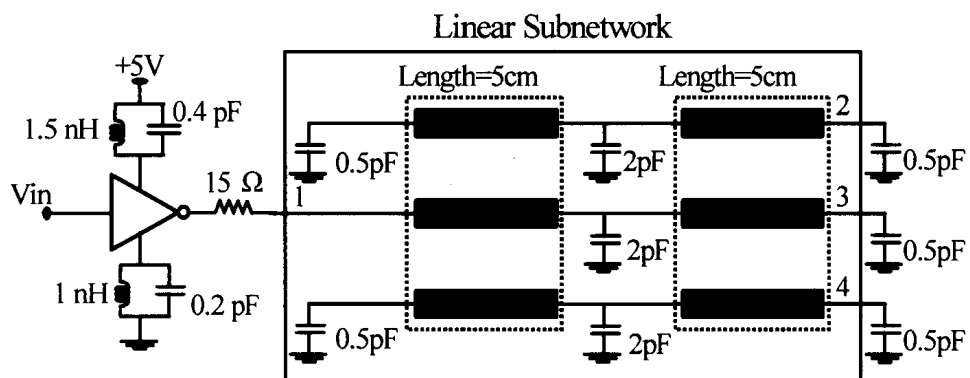 Linear Subnetwork
+5V
Length=5cm
Length=5cm
0.4 pF
1.5 nH
2
0.5pF
2pF
0.5pF
Vin
15 Ω
1
3
2pF
0.5pF
1 nH
0.2 pF
4
0.5pF
2pF
0.5pF